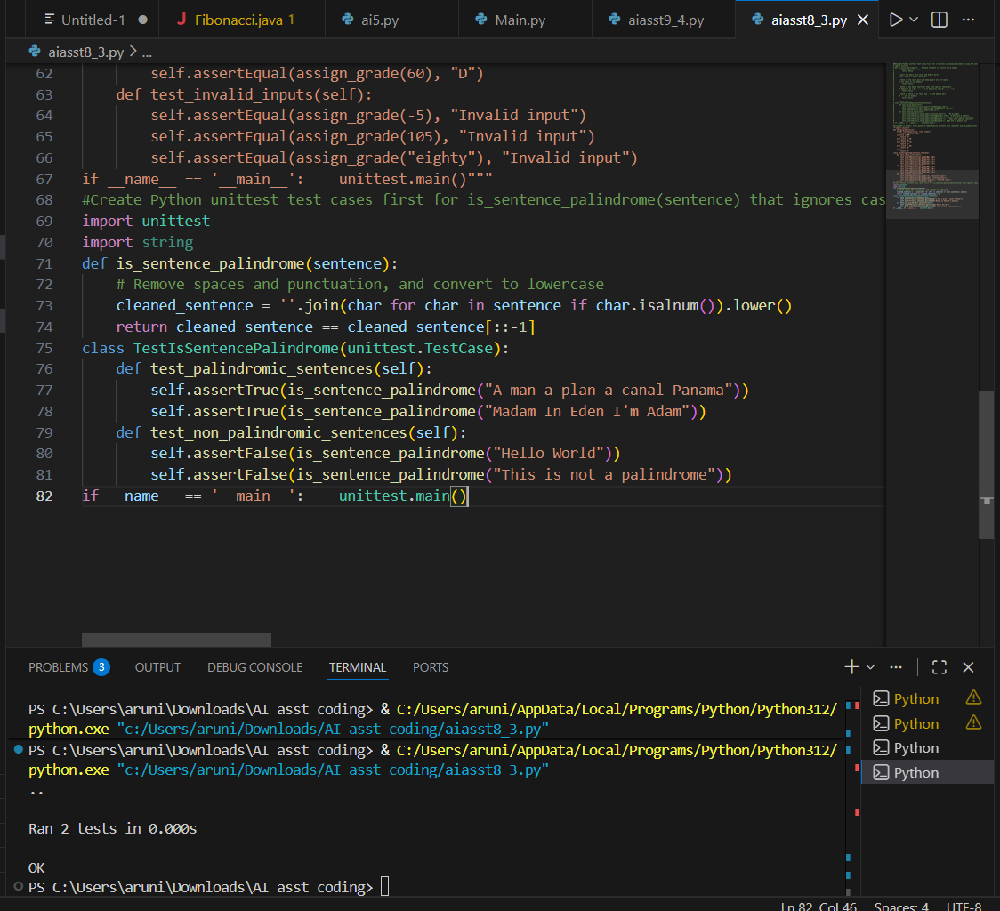 Untitled-1
Fibonacci.java 1
ai5.py
Main.py
aiasst9_4.py
aiasst8_3.py
aiasst8_3.py > ...
62 self.assertEqual(assign_grade(60), "D")
63 def test_invalid_inputs(self):
64 self.assertEqual(assign_grade(-5), "Invalid input")
65 self.assertEqual(assign_grade(105), "Invalid input")
66 self.assertEqual(assign_grade("eighty"), "Invalid input")
67 if __name__ == '__main__': unittest.main()"""
68 #Create Python unittest test cases first for is_sentence_palindrome(sentence) that ignores cas
69 import unittest
70 import string
71 def is_sentence_palindrome(sentence):
72 # Remove spaces and punctuation, and convert to lowercase
73 cleaned_sentence = ''.join(char for char in sentence if char.isalnum()).lower()
74 return cleaned_sentence == cleaned_sentence[::-1]
75 class TestIsSentencePalindrome(unittest.TestCase):
76 def test_palindromic_sentences(self):
77 self.assertTrue(is_sentence_palindrome("A man a plan a canal Panama"))
78 self.assertTrue(is_sentence_palindrome("Madam In Eden I'm Adam"))
79 def test_non_palindromic_sentences(self):
80 self.assertFalse(is_sentence_palindrome("Hello World"))
81 self.assertFalse(is_sentence_palindrome("This is not a palindrome"))
82 if __name__ == '__main__': unittest.main()
PROBLEMS 3 OUTPUT DEBUG CONSOLE TERMINAL PORTS
PS C:\Users\aruni\Downloads\AI asst coding> & C:/Users/aruni/AppData/Local/Programs/Python/Python312/
python.exe "c:/Users/aruni/Downloads/AI asst coding/aiasst8_3.py"
PS C:\Users\aruni\Downloads\AI asst coding> & C:/Users/aruni/AppData/Local/Programs/Python/Python312/
python.exe "c:/Users/aruni/Downloads/AI asst coding/aiasst8_3.py"
..
----------------------------------------------------------------------
Ran 2 tests in 0.000s
OK
PS C:\Users\aruni\Downloads\AI asst coding>
Python
Python
Python
Python
Ln 82, Col 46 Spaces: 4 UTF-8